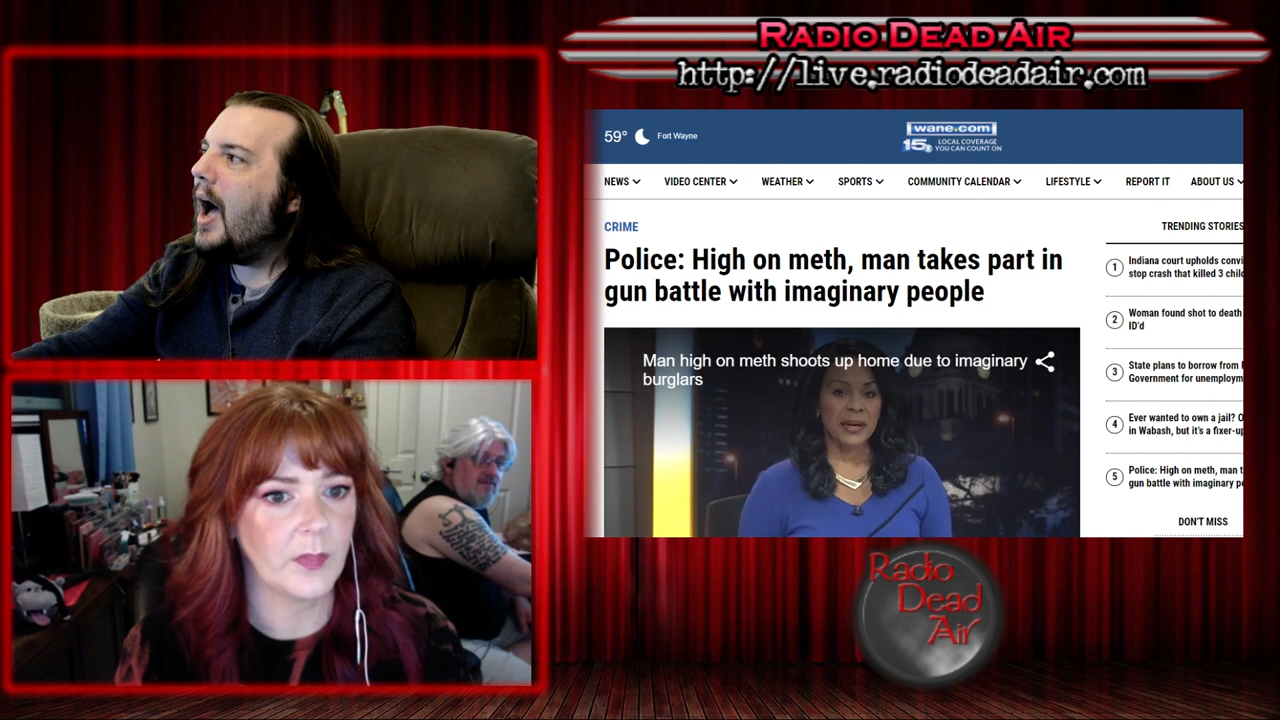 RADIO DEAD AIR
http://live.radiodeadair.com
59° Fort Wayne
wane.com
15 LOCAL COVERAGE
YOU CAN COUNT ON
NEWS VIDEO CENTER WEATHER SPORTS COMMUNITY CALENDAR LIFESTYLE REPORT IT ABOUT US
CRIME
Police: High on meth, man takes part in
gun battle with imaginary people
Man high on meth shoots up home due to imaginary
burglars
TRENDING STORIES
1 Indiana court upholds convi
stop crash that killed 3 chil
2 Woman found shot to death
ID'd
3 State plans to borrow from
Government for unemploym
4 Ever wanted to own a jail? O
in Wabash, but it's a fixer-up
5 Police: High on meth, man t
gun battle with imaginary pe
DON'T MISS
Radio
Dead
Air